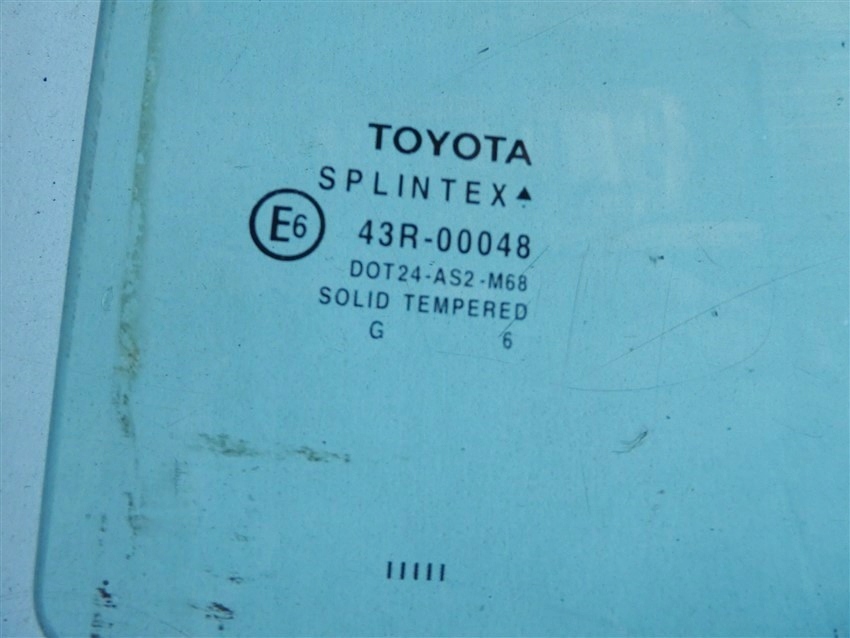 TOYOTA
SPLINTEX▲
E6 43R-00048
DOT24-AS2-M68
SOLID TEMPERED
G 6
IIIII